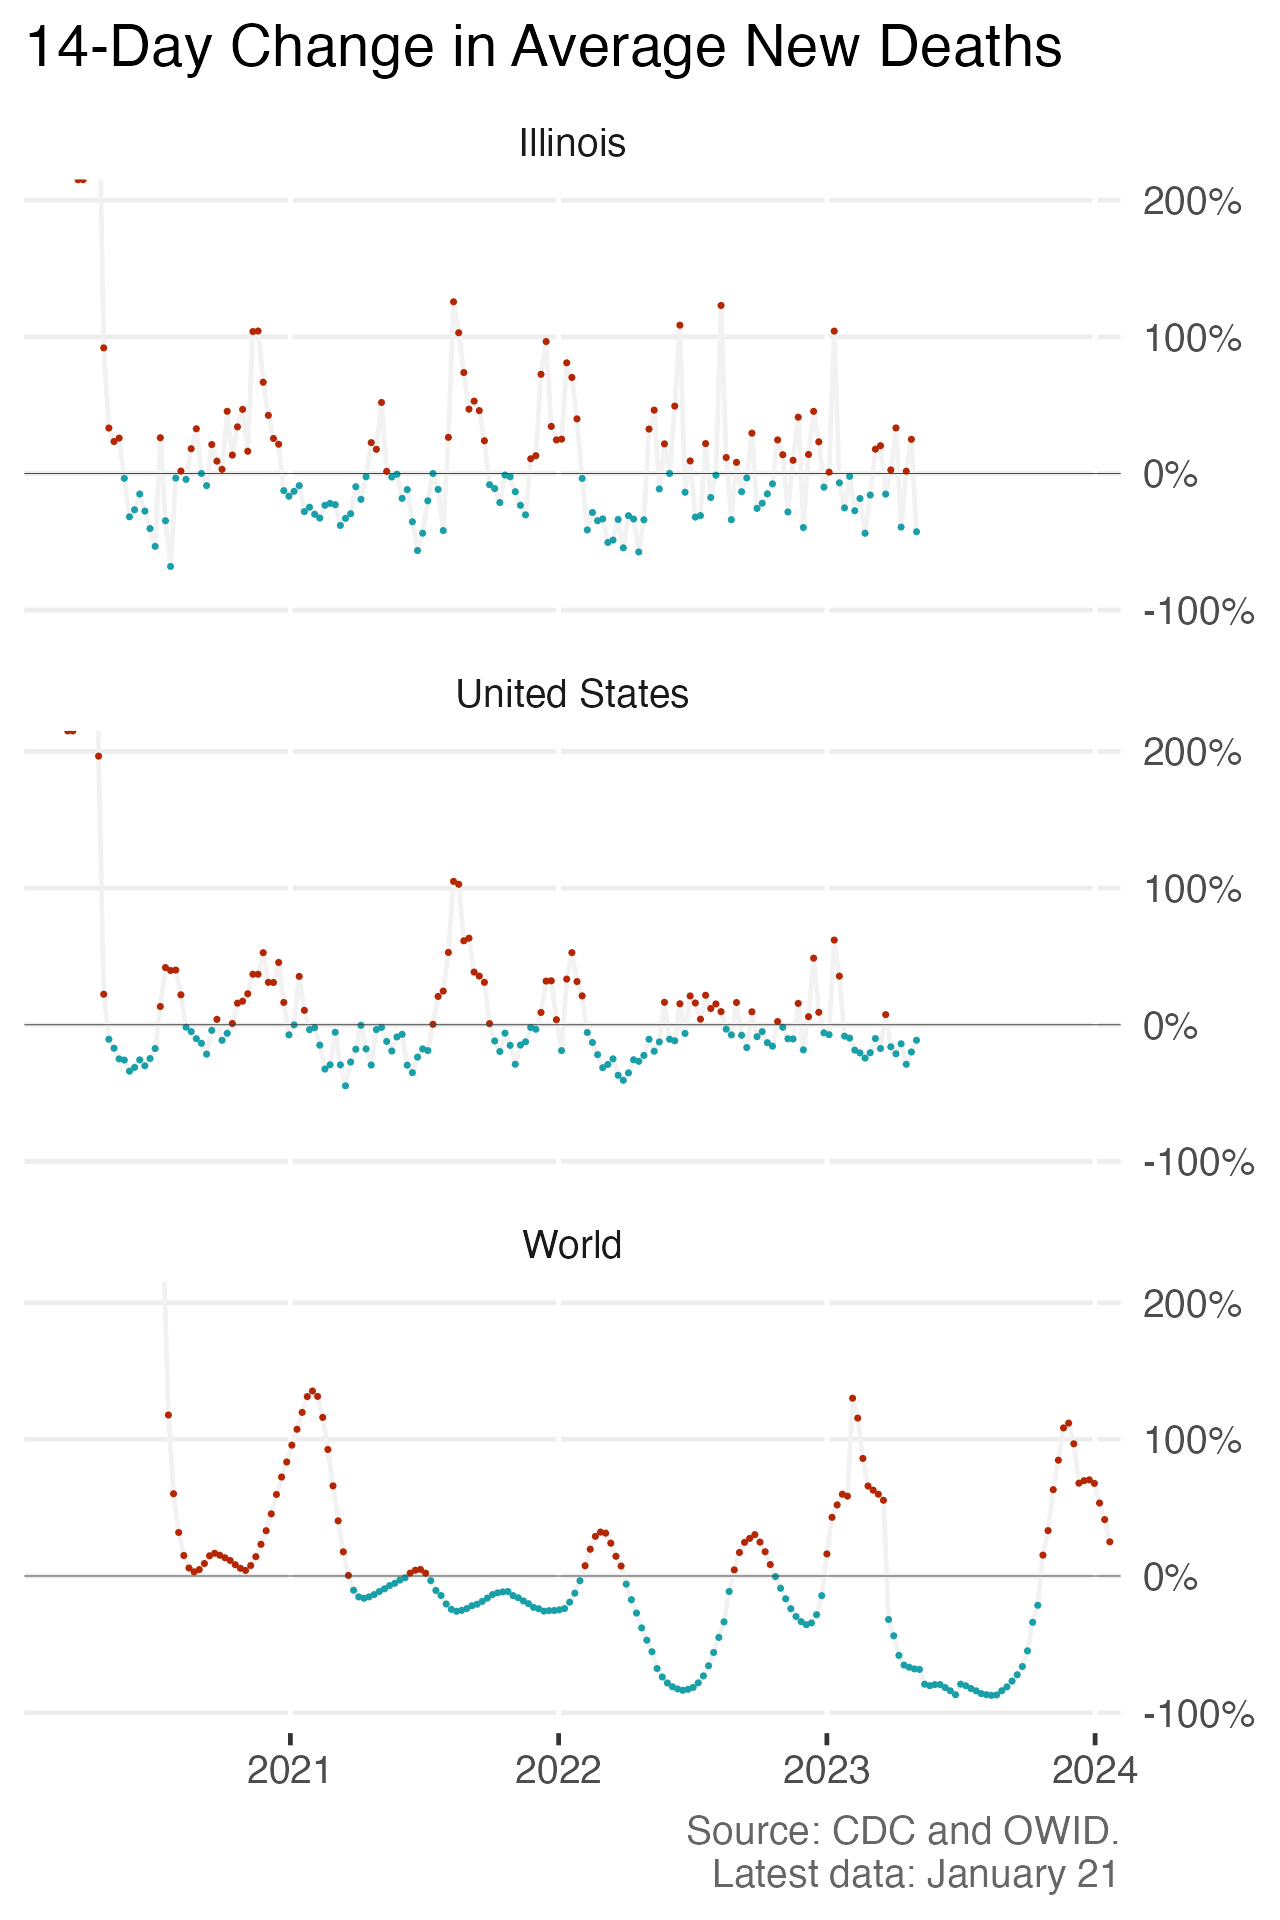 14-Day Change in Average New Deaths
Illinois
200%
100%
0%
-100%
United States
200%
100%
0%
-100%
World
200%
100%
0%
-100%
2021 2022 2023 2024
Source: CDC and OWID.
Latest data: January 21